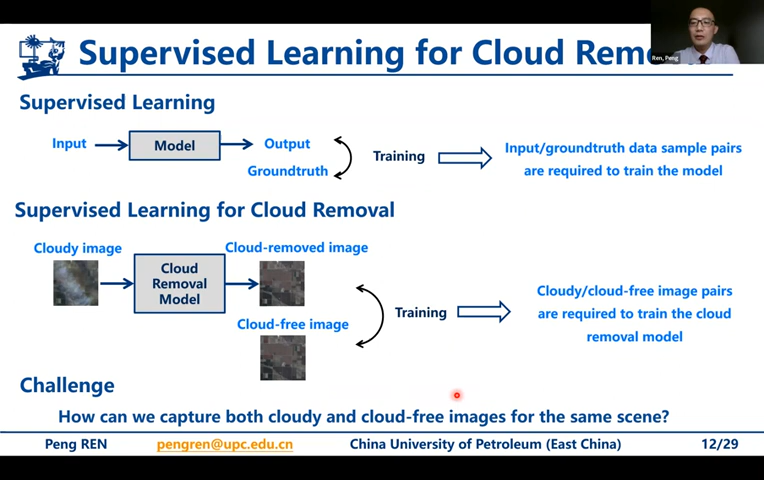 Supervised Learning for Cloud Rem
Ren, Peng
Supervised Learning
Input
Model
Output
Groundtruth
Training
Input/groundtruth data sample pairs
are required to train the model
Supervised Learning for Cloud Removal
Cloudy image
Cloud
Removal
Model
Cloud-removed image
Cloud-free image
Training
Cloudy/cloud-free image pairs
are required to train the cloud
removal model
Challenge
How can we capture both cloudy and cloud-free images for the same scene?
Peng REN pengren@upc.edu.cn China University of Petroleum (East China) 12/29